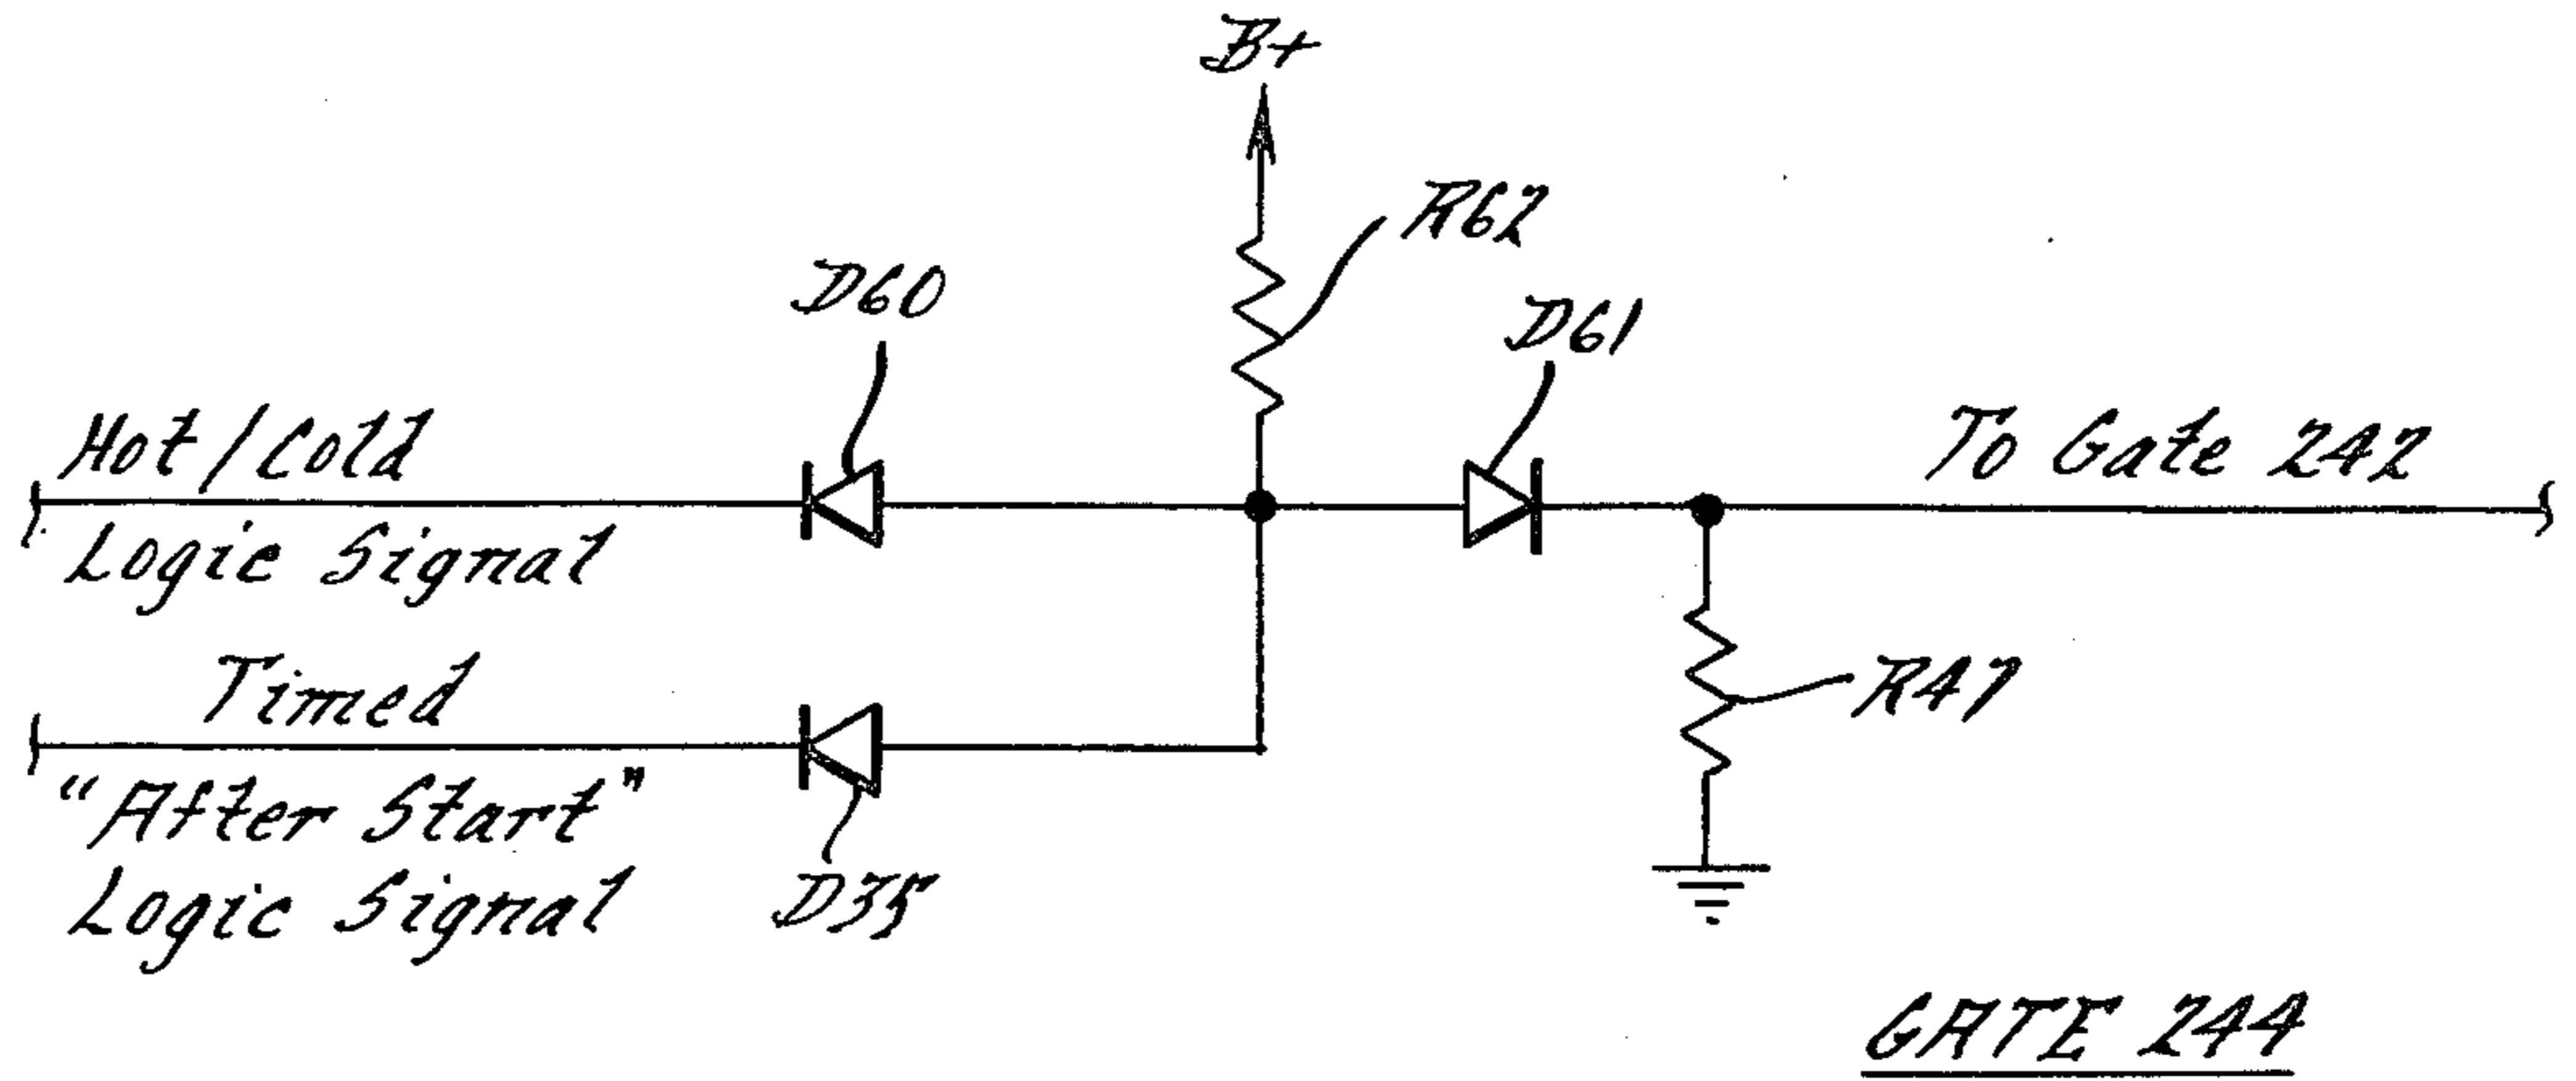 B+
R62
D60
D61
Hot/Cold
Logic Signal
To Gate 242
Timed
"After Start"
Logic Signal
R47
D35
GATE 244